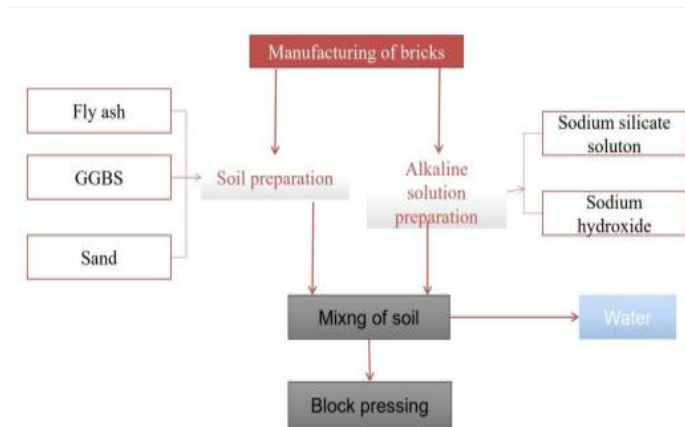 Manufacturing of bricks
Fly ash
GGBS
Sand
Soil preparation
Alkaline
solution
preparation
Sodium silicate
soluton
Sodium
hydroxide
Mixng of soil
Water
Block pressing